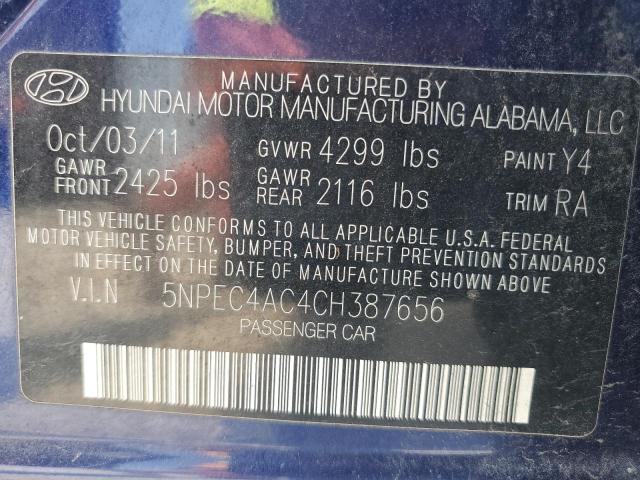 MANUFACTURED BY
HYUNDAI MOTOR MANUFACTURING ALABAMA, LLC
Oct/03/11 GVWR 4299 lbs PAINT Y4
GAWR FRONT 2425 lbs GAWR REAR 2116 lbs TRIM RA
THIS VEHICLE CONFORMS TO ALL APPLICABLE U.S.A. FEDERAL
MOTOR VEHICLE SAFETY, BUMPER, AND THEFT PREVENTION STANDARDS
IN EFFECT ON THE DATE OF MANUFACTURE SHOWN ABOVE.
V.I.N 5NPEC4AC4CH387656
PASSENGER CAR